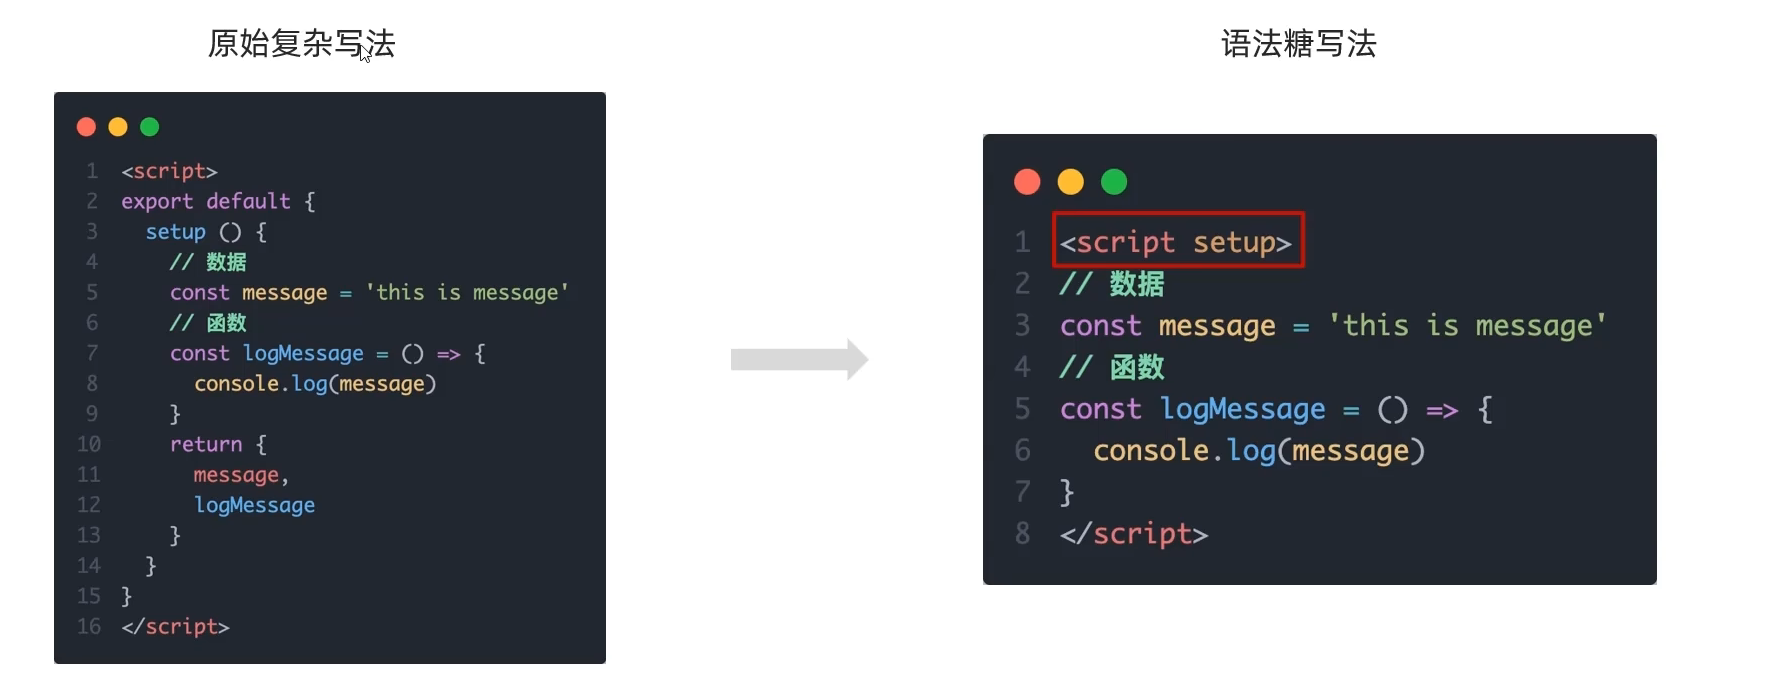 原始复杂写法
1 <script>
2 export default {
3   setup () {
4     // 数据
5     const message = 'this is message'
6     // 函数
7     const logMessage = () => {
8       console.log(message)
9     }
10     return {
11       message,
12       logMessage
13     }
14   }
15 }
16 </script>
语法糖写法
1 <script setup>
2 // 数据
3 const message = 'this is message'
4 // 函数
5 const logMessage = () => {
6   console.log(message)
7 }
8 </script>